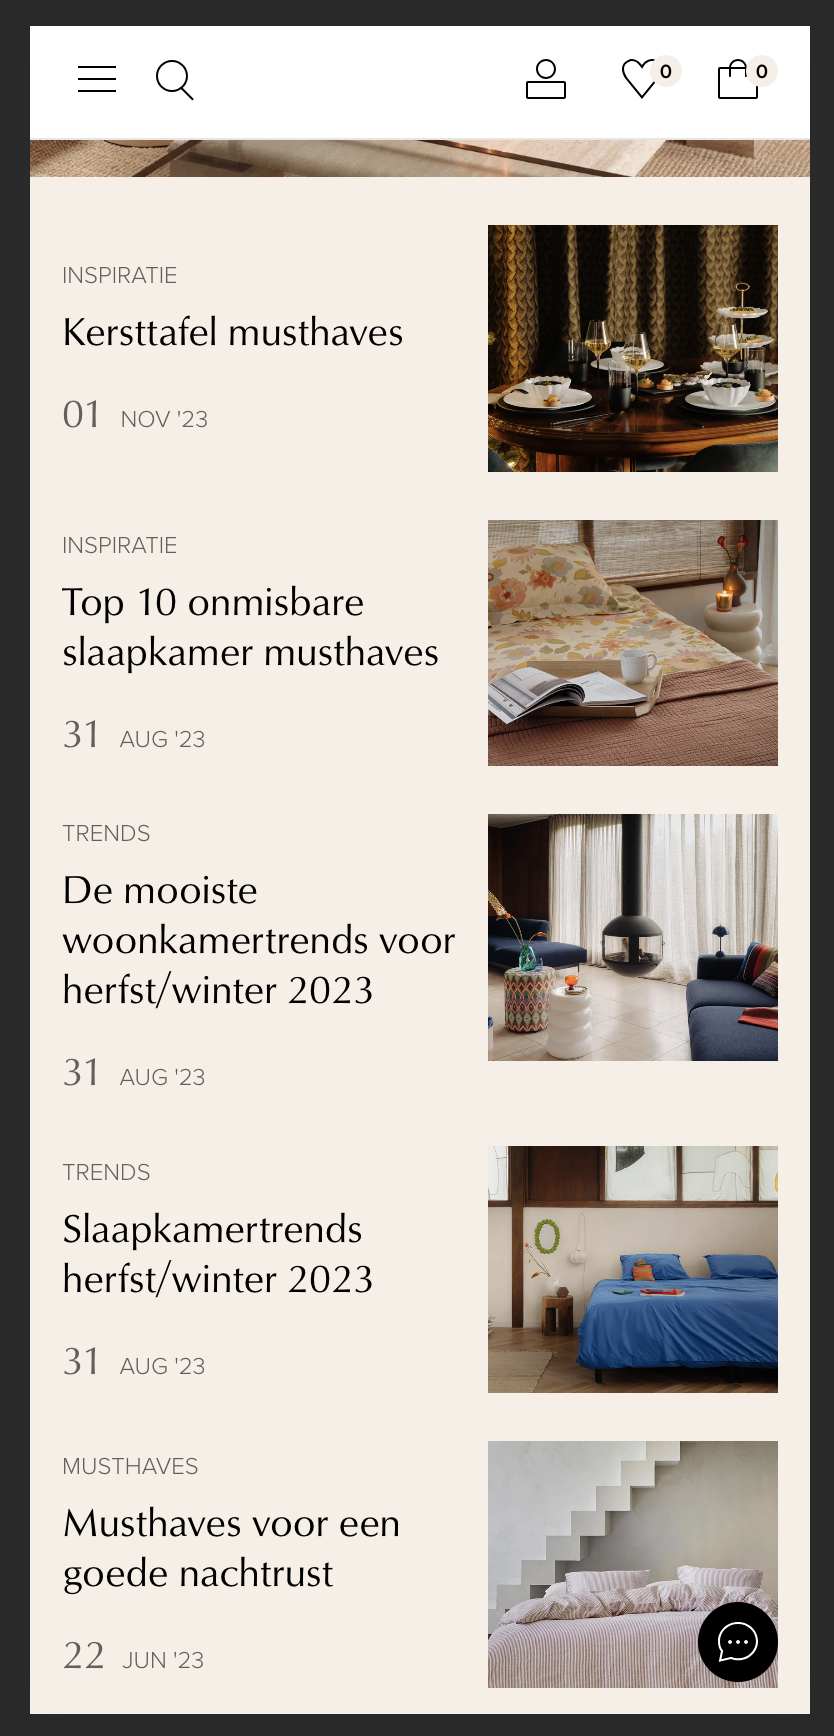 0
0
INSPIRATIE
Kersttafel musthaves
01 NOV '23
INSPIRATIE
Top 10 onmisbare
slaapkamer musthaves
31 AUG '23
TRENDS
De mooiste
woonkamertrends voor
herfst/winter 2023
31 AUG '23
TRENDS
Slaapkamertrends
herfst/winter 2023
31 AUG '23
MUSTHAVES
Musthaves voor een
goede nachtrust
22 JUN '23